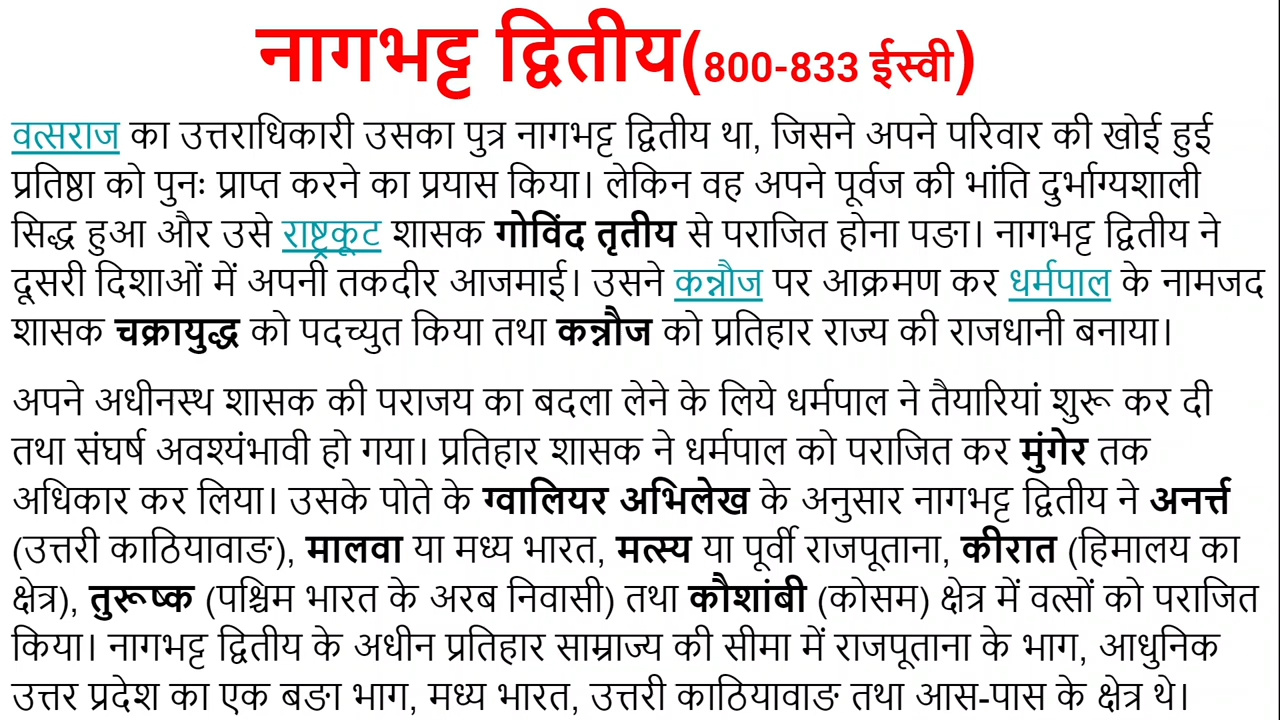 नागभट्ट द्वितीय(800-833 ईस्वी)
वत्सराज का उत्तराधिकारी उसका पुत्र नागभट्ट द्वितीय था, जिसने अपने परिवार की खोई हुई
प्रतिष्ठा को पुनः प्राप्त करने का प्रयास किया। लेकिन वह अपने पूर्वज की भांति दुर्भाग्यशाली
सिद्ध हुआ और उसे राष्ट्रकूट शासक गोविंद तृतीय से पराजित होना पङा। नागभट्ट द्वितीय ने
दूसरी दिशाओं में अपनी तकदीर आजमाई। उसने कन्नौज पर आक्रमण कर धर्मपाल के नामजद
शासक चक्रायुद्ध को पदच्युत किया तथा कन्नौज को प्रतिहार राज्य की राजधानी बनाया।
अपने अधीनस्थ शासक की पराजय का बदला लेने के लिये धर्मपाल ने तैयारियां शुरू कर दी
तथा संघर्ष अवश्यंभावी हो गया। प्रतिहार शासक ने धर्मपाल को पराजित कर मुंगेर तक
अधिकार कर लिया। उसके पोते के ग्वालियर अभिलेख के अनुसार नागभट्ट द्वितीय ने अनर्त्त
(उत्तरी काठियावाङ), मालवा या मध्य भारत, मत्स्य या पूर्वी राजपूताना, कीरात (हिमालय का
क्षेत्र), तुरूष्क (पश्चिम भारत के अरब निवासी) तथा कौशांबी (कोसम) क्षेत्र में वत्सों को पराजित
किया। नागभट्ट द्वितीय के अधीन प्रतिहार साम्राज्य की सीमा में राजपूताना के भाग, आधुनिक
उत्तर प्रदेश का एक बङा भाग, मध्य भारत, उत्तरी काठियावाङ तथा आस-पास के क्षेत्र थे।